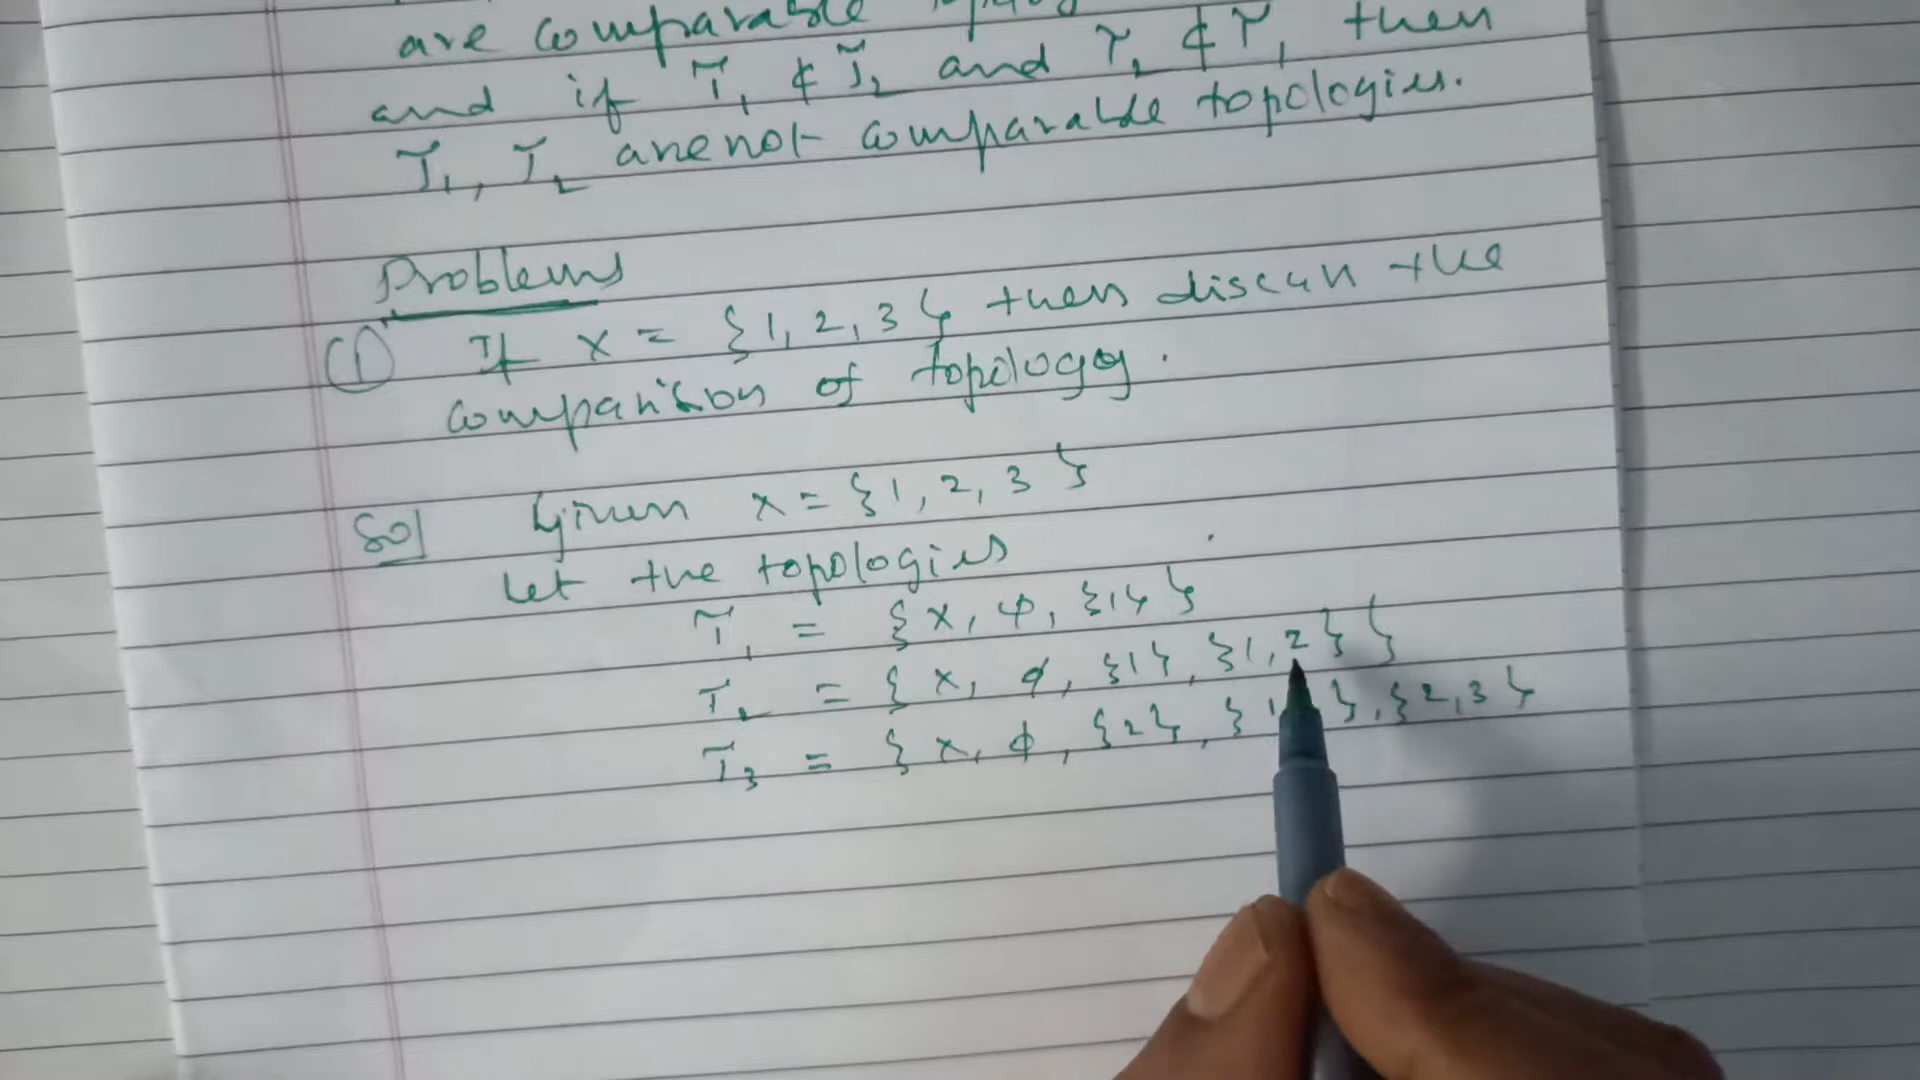 are comparable
and if T₁ ⊄ T₂ and T₂ ⊄ T₁ then
T₁, T₂ are not comparable topologies.
Problems
(1) If X = {1, 2, 3} then discuss the
comparison of topology.
Sol Given X = {1, 2, 3}
let the topologies
T₁ = {X, φ, {1}}
T₂ = {X, φ, {1}, {1,2}}
T₃ = {X, φ, {2}, {1, }, {2,3}